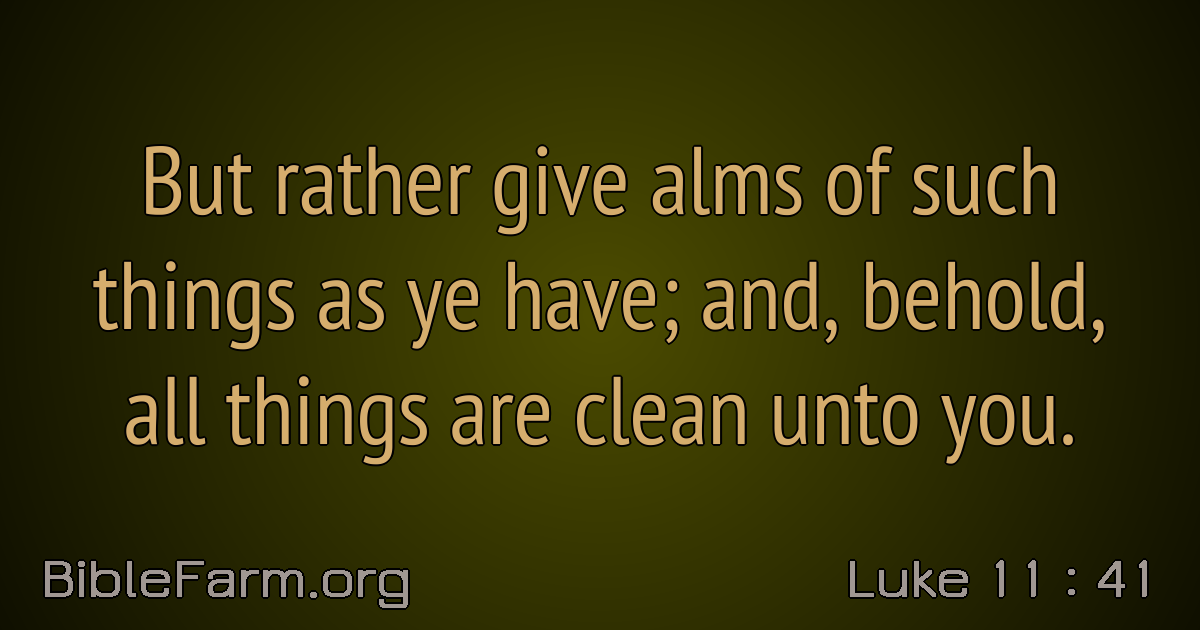 But rather give alms of such
things as ye have; and, behold,
all things are clean unto you.
BibleFarm.org
Luke 11 : 41